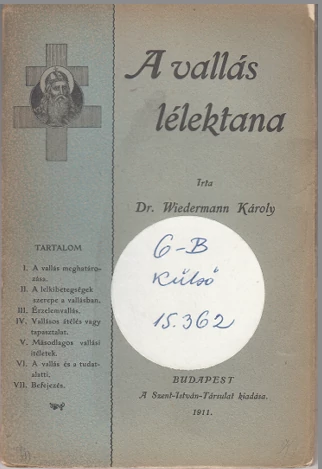 A vallás
lélektana
Irta
Dr. Wiedermann Károly
TARTALOM
I. A vallás meghatáro-
zása.
II. A lelkibetegségek
szerepe a vallásban.
III. Érzelemvallás.
IV. Vallásos átélés vagy
tapasztalat.
V. Másodlagos vallási
ítéletek.
VI. A vallás és a tudat-
alatti.
VII. Befejezés.
6-B
Külső
15.362
BUDAPEST
A Szent-István-Társulat kiadása.
1911.